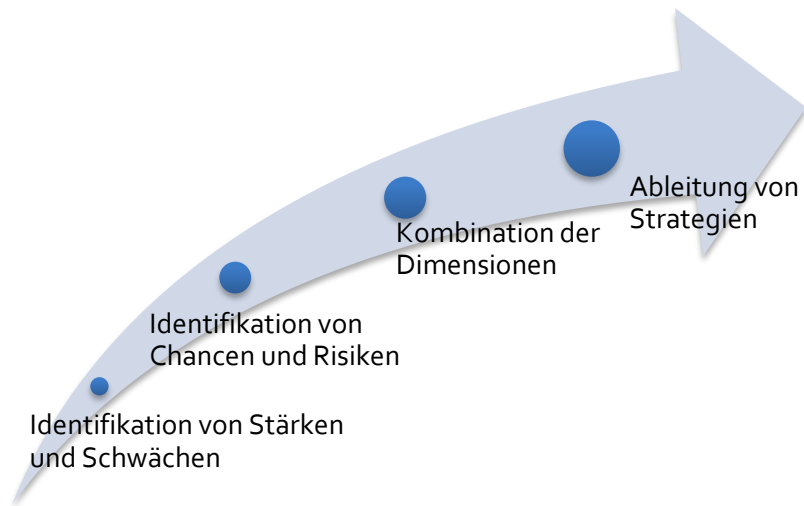 Ableitung von
Strategien
Kombination der
Dimensionen
Identifikation von
Chancen und Risiken
Identifikation von Stärken
und Schwächen